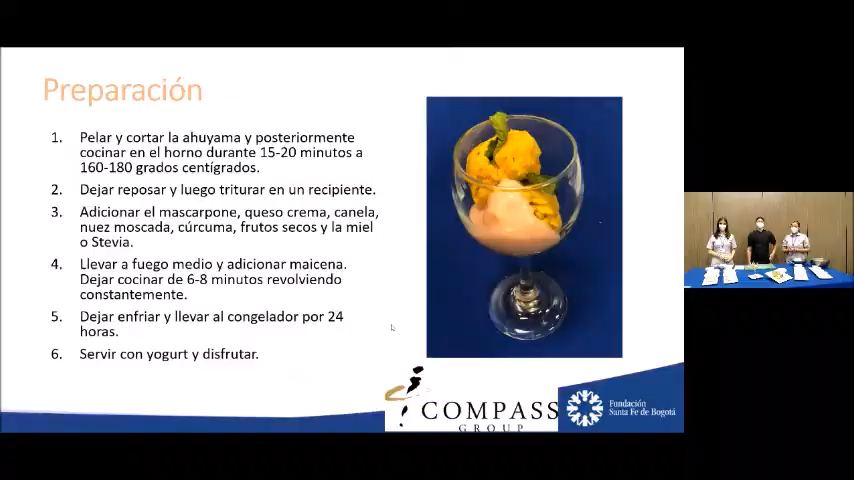 Preparación
1. Pelar y cortar la ahuyama y posteriormente
cocinar en el horno durante 15-20 minutos a
160-180 grados centígrados.
2. Dejar reposar y luego triturar en un recipiente.
3. Adicionar el mascarpone, queso crema, canela,
nuez moscada, cúrcuma, frutos secos y la miel
o Stevia.
4. Llevar a fuego medio y adicionar maicena.
Dejar cocinar de 6-8 minutos revolviendo
constantemente.
5. Dejar enfriar y llevar al congelador por 24
horas.
6. Servir con yogurt y disfrutar.
COMPASS
GROUP
Fundación
Santa Fe de Bogotá